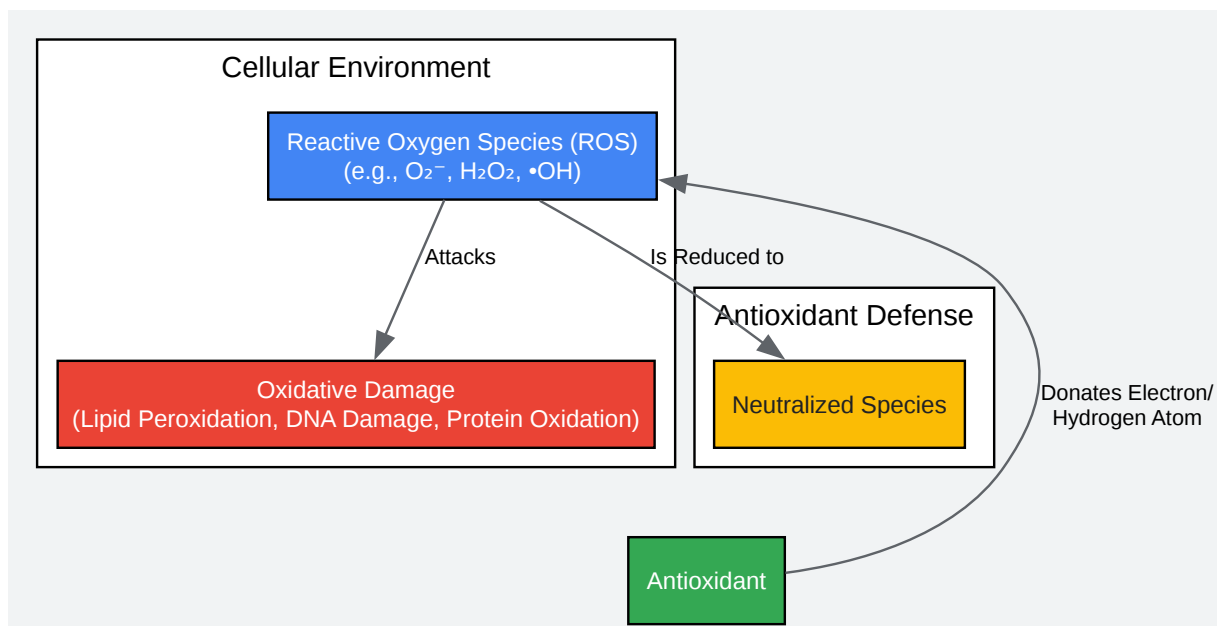 Cellular Environment
Reactive Oxygen Species (ROS)
(e.g., O₂⁻, H₂O₂, •OH)
Attacks
Is Reduced to
Antioxidant Defense
Oxidative Damage
(Lipid Peroxidation, DNA Damage, Protein Oxidation)
Neutralized Species
Donates Electron/
Hydrogen Atom
Antioxidant